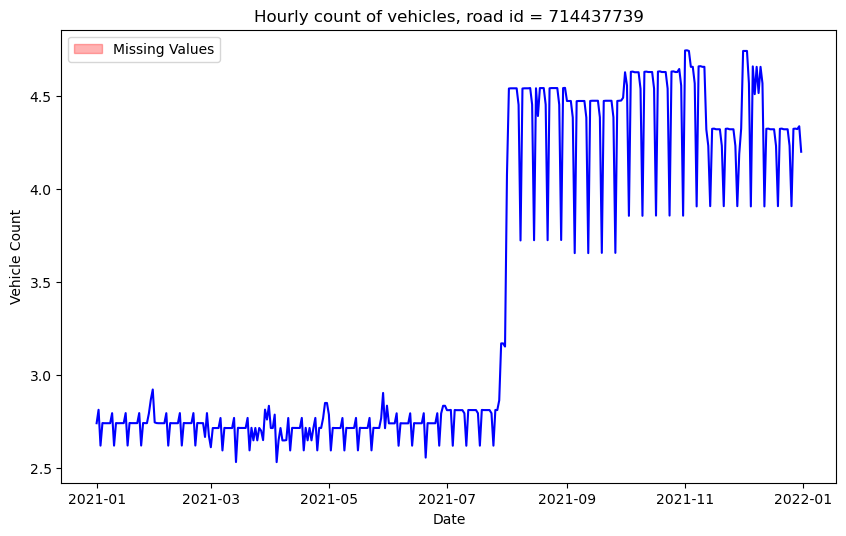 Hourly count of vehicles, road id = 714437739
Missing Values
Vehicle Count
4.5
4.0
3.5
3.0
2.5
2021-01 2021-03 2021-05 2021-07 2021-09 2021-11 2022-01
Date